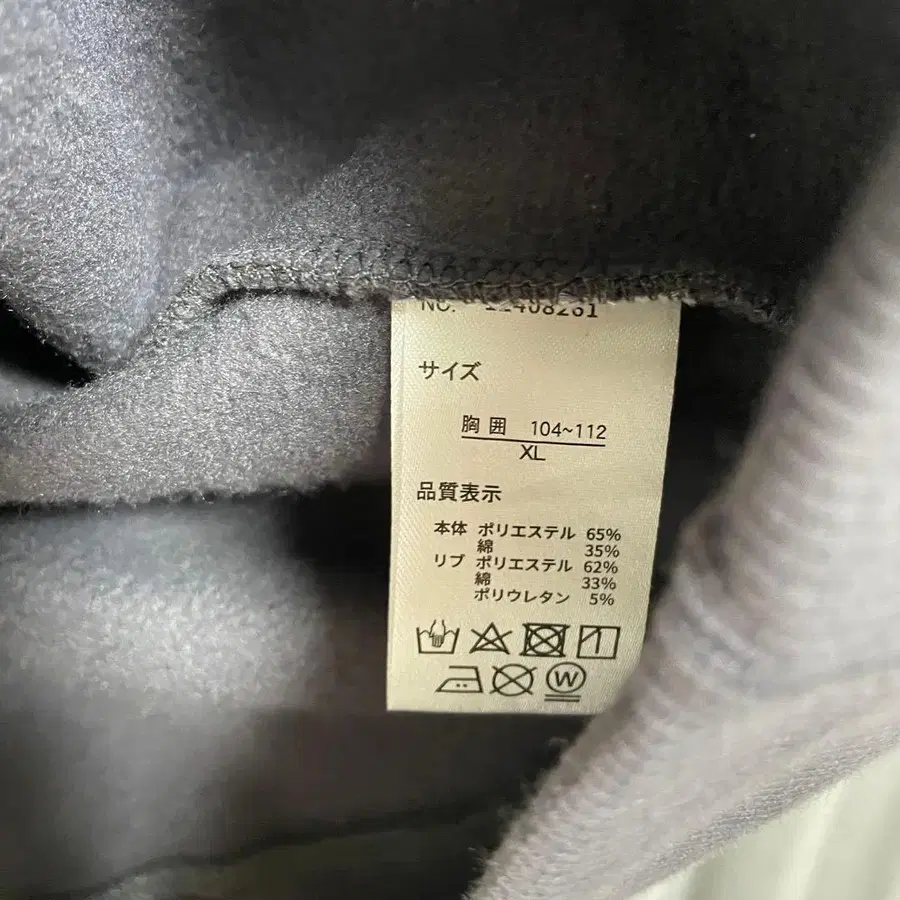 サイズ
胸囲 104~112
XL
品質表示
本体 ポリエステル 65%
綿 35%
リブ ポリエステル 62%
綿 33%
ポリウレタン 5%
W